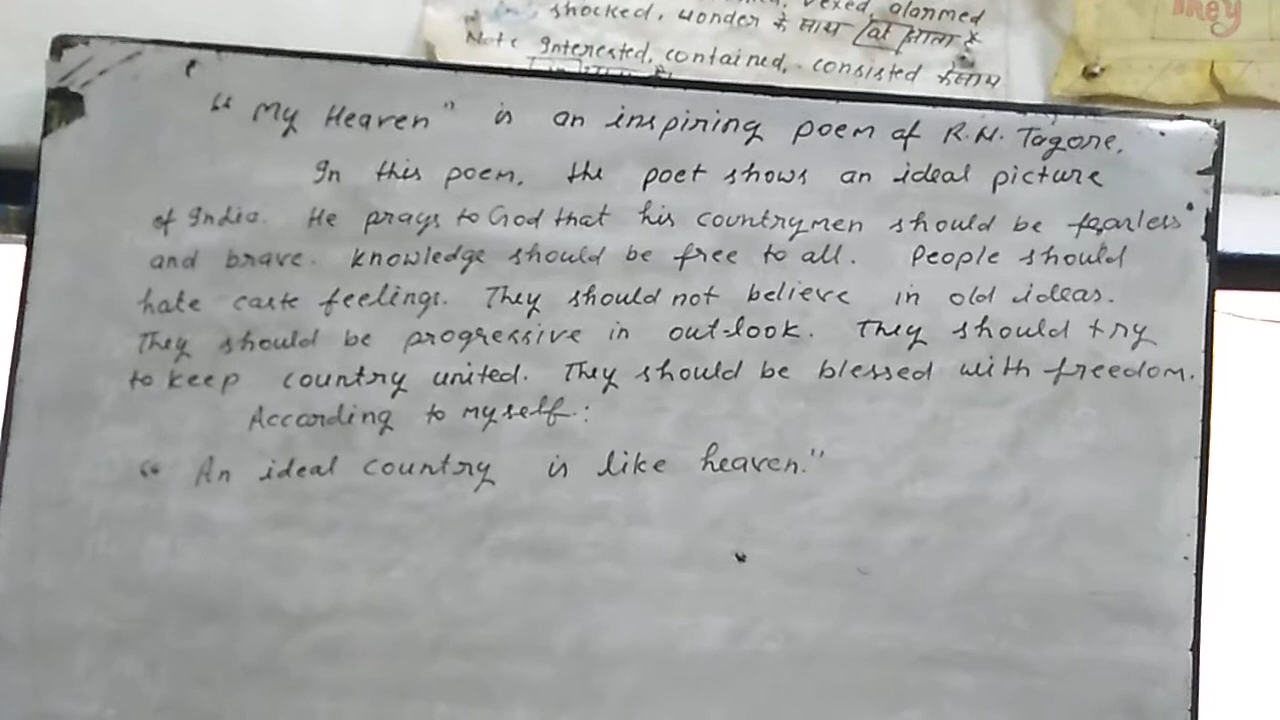 vexed, alarmed
shocked, wonder के साथ at आता है
Note Interested, contained, consisted के साथ
They
"My Heaven" is an inspiring poem of R.N. Tagore.
In this poem, the poet shows an ideal picture
of India. He prays to God that his countrymen should be fearless
and brave. Knowledge should be free to all. People should
hate caste feelings. They should not believe in old ideas.
They should be progressive in out-look. They should try
to keep country united. They should be blessed with freedom.
According to myself:
"An ideal country is like heaven."